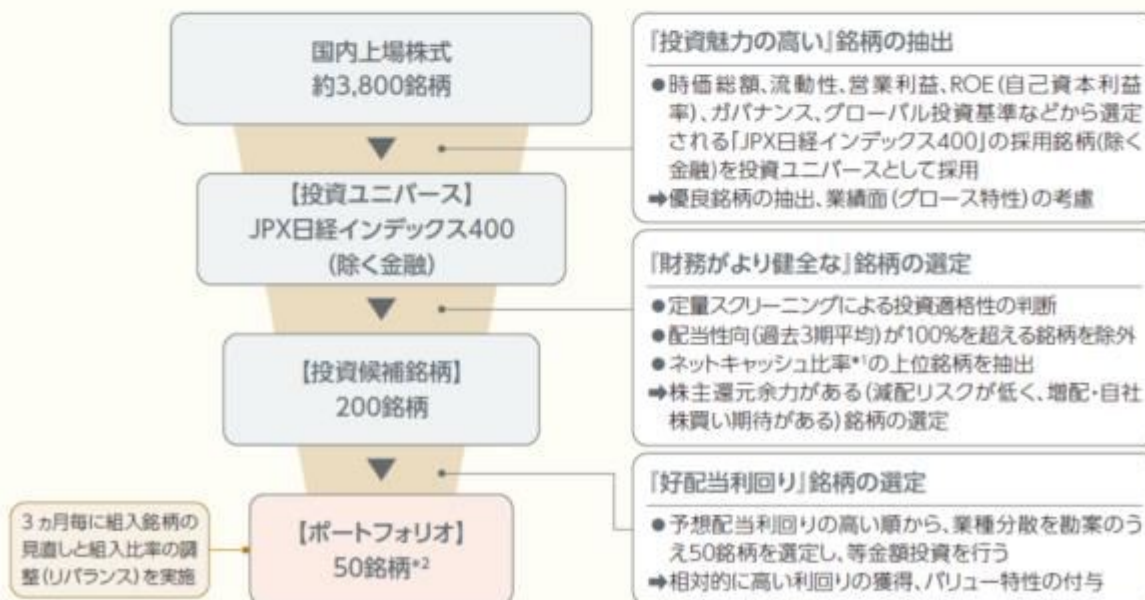 国内上場株式
約3,800銘柄
『投資魅力の高い』銘柄の抽出
●時価総額、流動性、営業利益、ROE(自己資本利益
率)、ガバナンス、グローバル投資基準などから選定
される「JPX日経インデックス400」の採用銘柄(除く
金融)を投資ユニバースとして採用
➡優良銘柄の抽出、業績面(グロース特性)の考慮
【投資ユニバース】
JPX日経インデックス400
(除く金融)
『財務がより健全な』銘柄の選定
●定量スクリーニングによる投資適格性の判断
●配当性向(過去3期平均)が100%を超える銘柄を除外
●ネットキャッシュ比率*1の上位銘柄を抽出
➡株主還元余力がある(減配リスクが低く、増配・自社
株買い期待がある)銘柄の選定
【投資候補銘柄】
200銘柄
『好配当利回り』銘柄の選定
●予想配当利回りの高い順から、業種分散を勘案のう
え50銘柄を選定し、等金額投資を行う
➡相対的に高い利回りの獲得、バリュー特性の付与
3ヵ月毎に組入銘柄の
見直しと組入比率の調
整(リバランス)を実施
【ポートフォリオ】
50銘柄*2